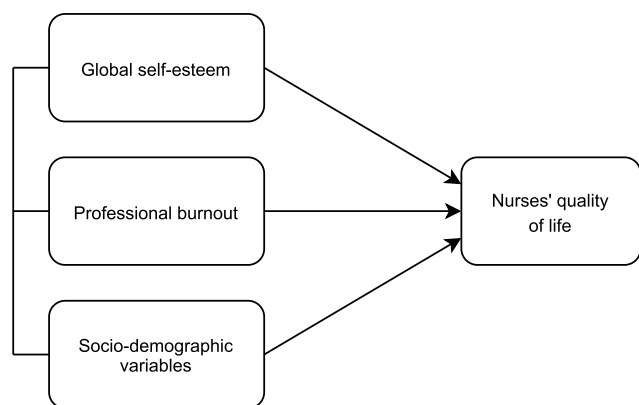 Global self-esteem
Professional burnout
Socio-demographic
variables
Nurses' quality
of life